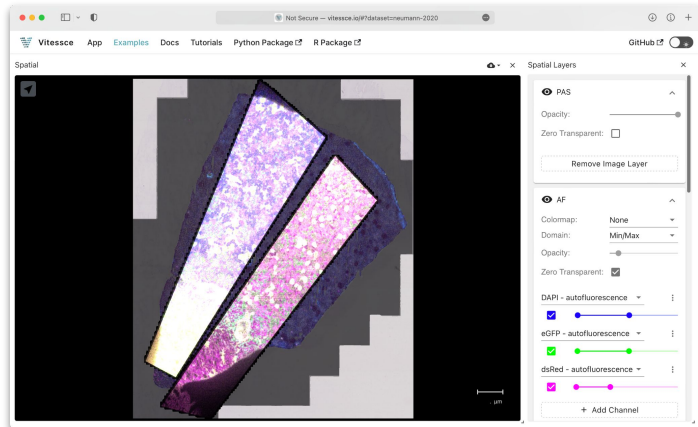 Not Secure — vitessce.io/#?dataset=neumann-2020
Vitessce App Examples Docs Tutorials Python Package R Package GitHub
Spatial
Spatial Layers
PAS
Opacity:
Zero Transparent:
Remove Image Layer
AF
Colormap: None
Domain: Min/Max
Opacity:
Zero Transparent:
DAPI - autofluorescence
eGFP - autofluorescence
dsRed - autofluorescence
μm
+ Add Channel